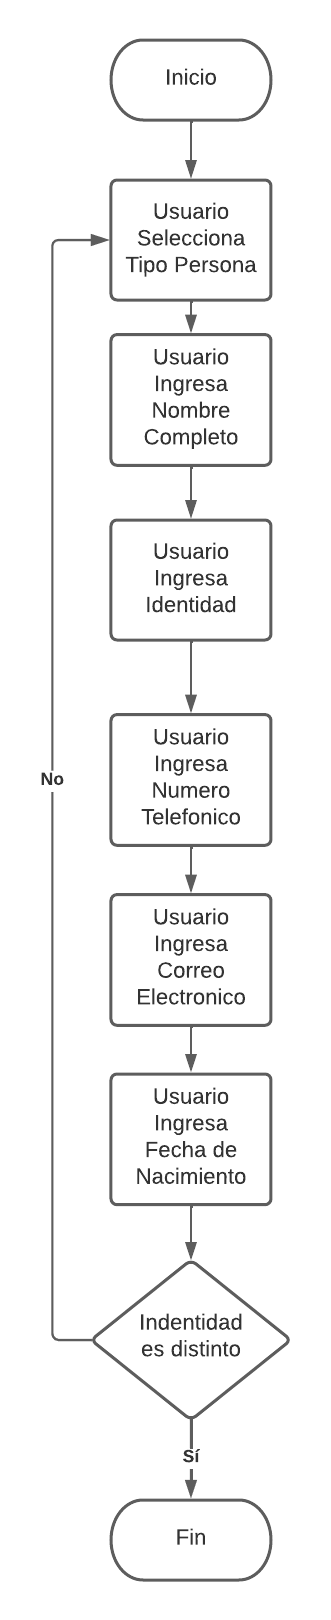 Inicio
Usuario
Selecciona
Tipo Persona
Usuario
Ingresa
Nombre
Completo
Usuario
Ingresa
Identidad
Usuario
Ingresa
Numero
Telefonico
No
Usuario
Ingresa
Correo
Electronico
Usuario
Ingresa
Fecha de
Nacimiento
Indentidad
es distinto
Sí
Fin